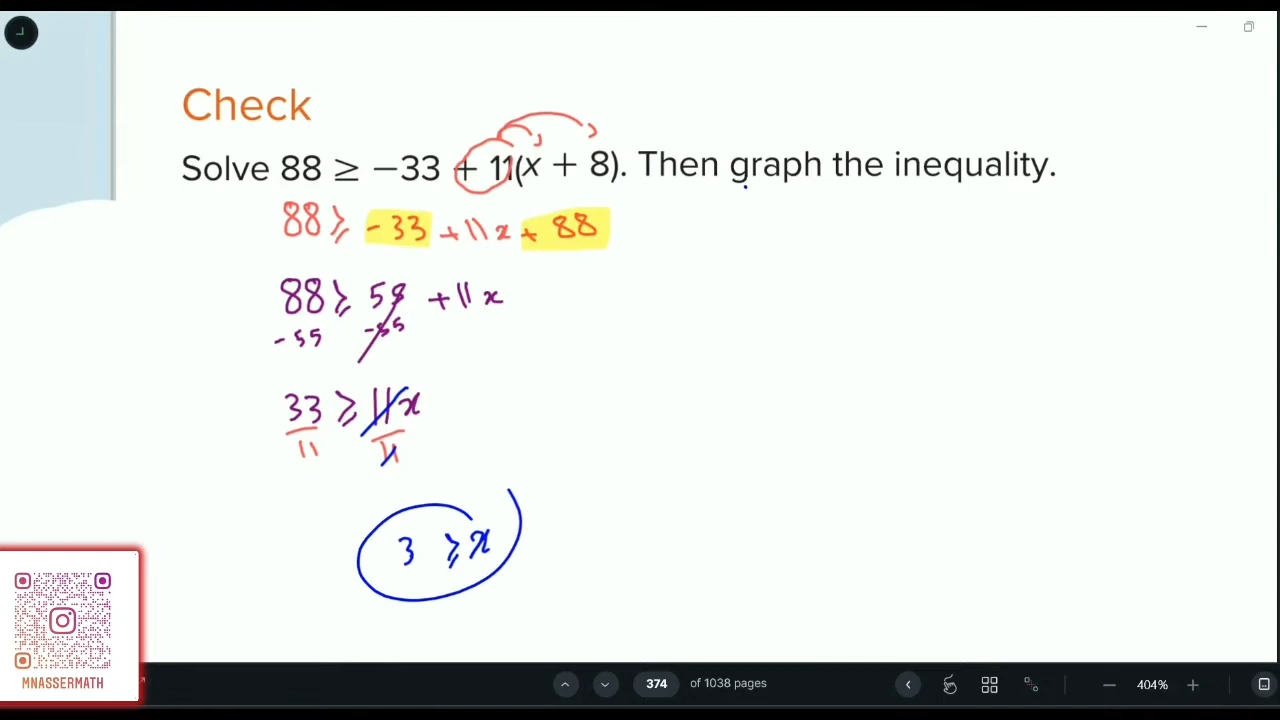 Check
Solve 88 ≥ −33 + 11(x + 8). Then graph the inequality.
88 ≥ -33 + 11x + 88
88 ≥ 55 + 11x
-55 -55
33 ≥ 11x
11 11
3 ≥ x
MNASSERMATH
374 of 1038 pages
404%